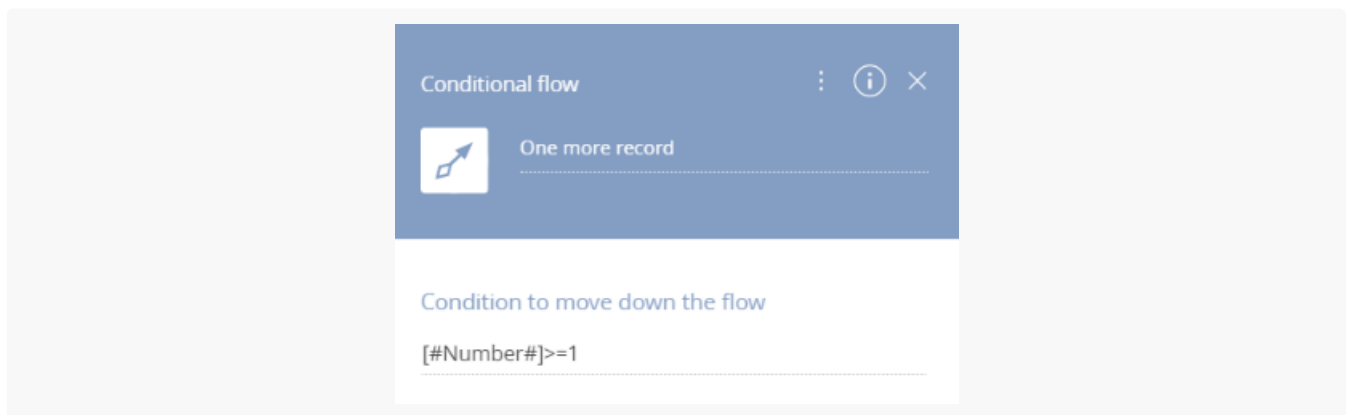 Conditional flow
One more record
Condition to move down the flow
[#Number#]>=1